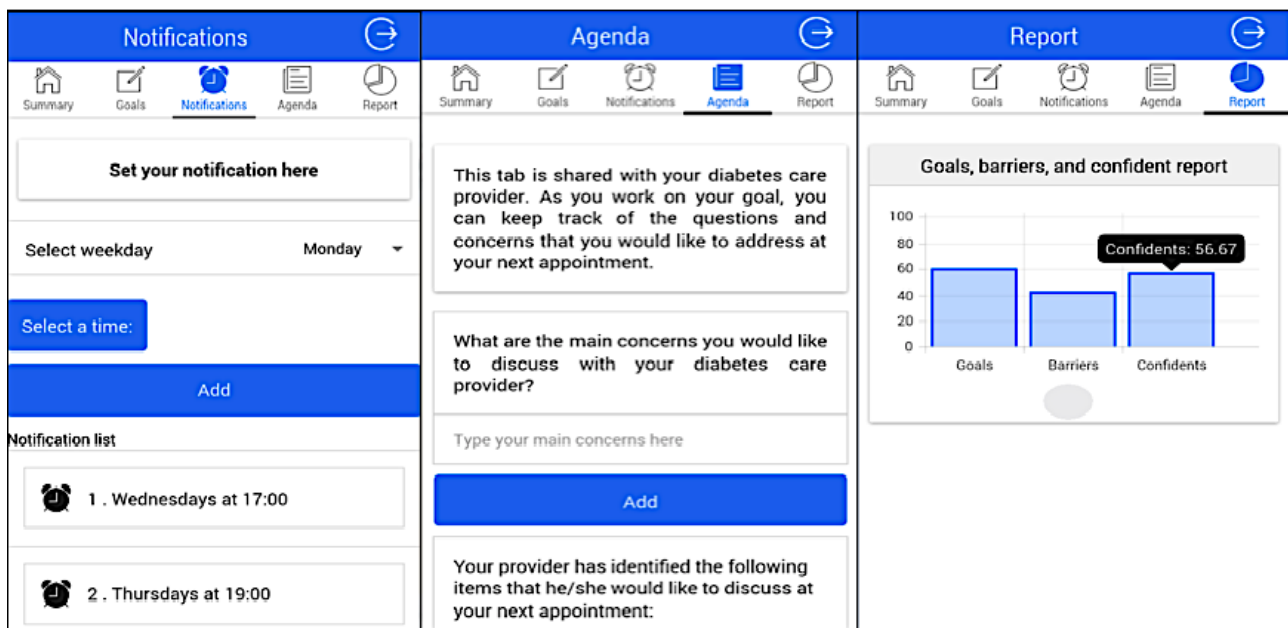 Notifications
Summary
Goals
Notifications
Agenda
Report
Set your notification here
Select weekday
Monday
Select a time:
Add
Notification list
1 . Wednesdays at 17:00
2 . Thursdays at 19:00
Agenda
Summary
Goals
Notifications
Agenda
Report
This tab is shared with your diabetes care
provider. As you work on your goal, you
can keep track of the questions and
concerns that you would like to address at
your next appointment.
What are the main concerns you would like
to discuss with your diabetes care
provider?
Type your main concerns here
Add
Your provider has identified the following
items that he/she would like to discuss at
your next appointment:
Report
Summary
Goals
Notifications
Agenda
Report
Goals, barriers, and confident report
100
80
60
40
20
0
Confidents: 56.67
Goals
Barriers
Confidents